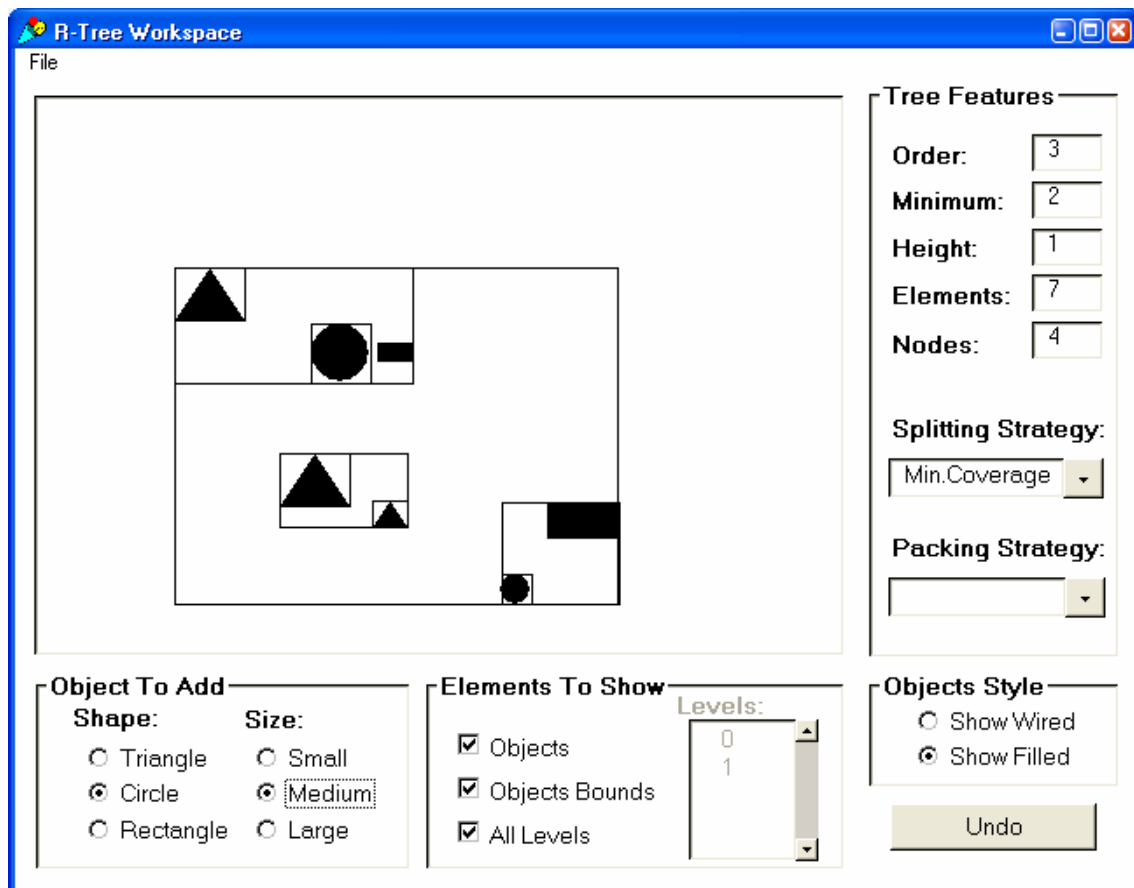 R-Tree Workspace
File
Tree Features
Order: 3
Minimum: 2
Height: 1
Elements: 7
Nodes: 4
Splitting Strategy:
Min.Coverage
Packing Strategy:
Object To Add
Shape: Size:
Triangle Small
Circle Medium
Rectangle Large
Elements To Show
Levels:
Objects
Objects Bounds
All Levels
0
1
Objects Style
Show Wired
Show Filled
Undo